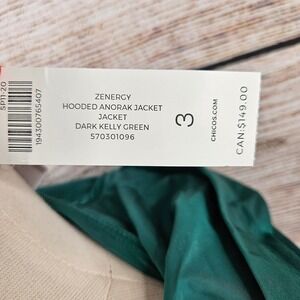 SP11-20
194300765407
ZENERGY
HOODED ANORAK JACKET
JACKET
DARK KELLY GREEN
570301096
3
CHICOS.COM
CAN:$149.00